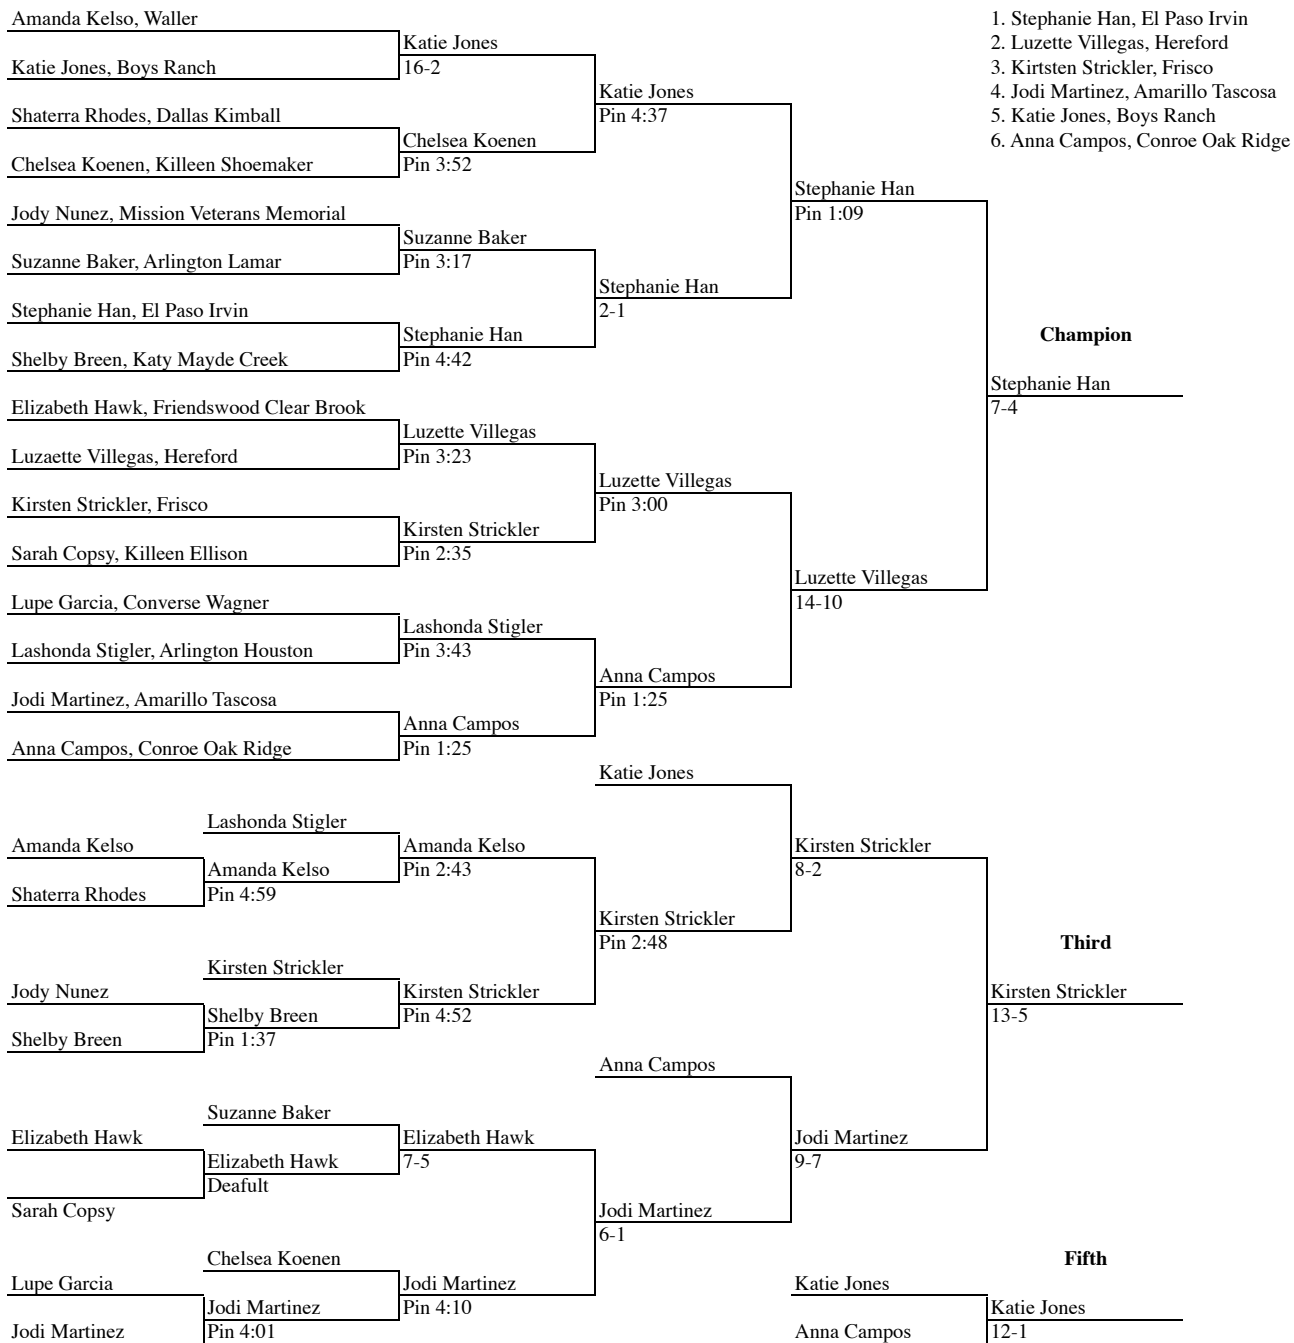 Amanda Kelso, Waller
1. Stephanie Han, El Paso Irvin
Katie Jones
2. Luzette Villegas, Hereford
Katie Jones, Boys Ranch
16-2
3. Kirtsten Strickler, Frisco
Katie Jones
4. Jodi Martinez, Amarillo Tascosa
Shaterra Rhodes, Dallas Kimball
Pin 4:37
5. Katie Jones, Boys Ranch
Chelsea Koenen
6. Anna Campos, Conroe Oak Ridge
Chelsea Koenen, Killeen Shoemaker
Pin 3:52
Stephanie Han
Jody Nunez, Mission Veterans Memorial
Pin 1:09
Suzanne Baker
Suzanne Baker, Arlington Lamar
Pin 3:17
Stephanie Han
Stephanie Han, El Paso Irvin
2-1
Stephanie Han
Champion
Shelby Breen, Katy Mayde Creek
Pin 4:42
Stephanie Han
Elizabeth Hawk, Friendswood Clear Brook
7-4
Luzette Villegas
Luzaette Villegas, Hereford
Pin 3:23
Luzette Villegas
Kirsten Strickler, Frisco
Pin 3:00
Kirsten Strickler
Sarah Copsy, Killeen Ellison
Pin 2:35
Luzette Villegas
Lupe Garcia, Converse Wagner
14-10
Lashonda Stigler
Lashonda Stigler, Arlington Houston
Pin 3:43
Anna Campos
Jodi Martinez, Amarillo Tascosa
Pin 1:25
Anna Campos
Anna Campos, Conroe Oak Ridge
Pin 1:25
Katie Jones
Lashonda Stigler
Amanda Kelso
Amanda Kelso
Kirsten Strickler
Amanda Kelso
Pin 2:43
8-2
Shaterra Rhodes
Pin 4:59
Kirsten Strickler
Pin 2:48
Third
Kirsten Strickler
Jody Nunez
Kirsten Strickler
Kirsten Strickler
Shelby Breen
Pin 4:52
13-5
Shelby Breen
Pin 1:37
Anna Campos
Suzanne Baker
Elizabeth Hawk
Elizabeth Hawk
Jodi Martinez
Elizabeth Hawk
7-5
9-7
Deafult
Sarah Copsy
Jodi Martinez
6-1
Chelsea Koenen
Fifth
Lupe Garcia
Jodi Martinez
Katie Jones
Jodi Martinez
Pin 4:10
Katie Jones
Jodi Martinez
Pin 4:01
Anna Campos
12-1